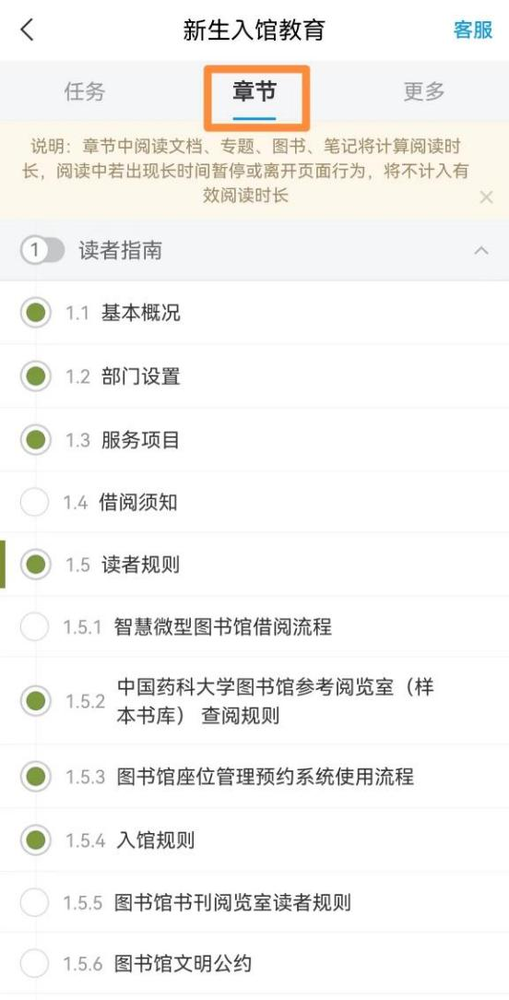 新生入馆教育
客服
任务
章节
更多
说明：章节中阅读文档、专题、图书、笔记将计算阅读时
长，阅读中若出现长时间暂停或离开页面行为，将不计入有
效阅读时长
1 读者指南
1.1 基本概况
1.2 部门设置
1.3 服务项目
1.4 借阅须知
1.5 读者规则
1.5.1 智慧微型图书馆借阅流程
1.5.2 中国药科大学图书馆参考阅览室（样
本书库） 查阅规则
1.5.3 图书馆座位管理预约系统使用流程
1.5.4 入馆规则
1.5.5 图书馆书刊阅览室读者规则
1.5.6 图书馆文明公约